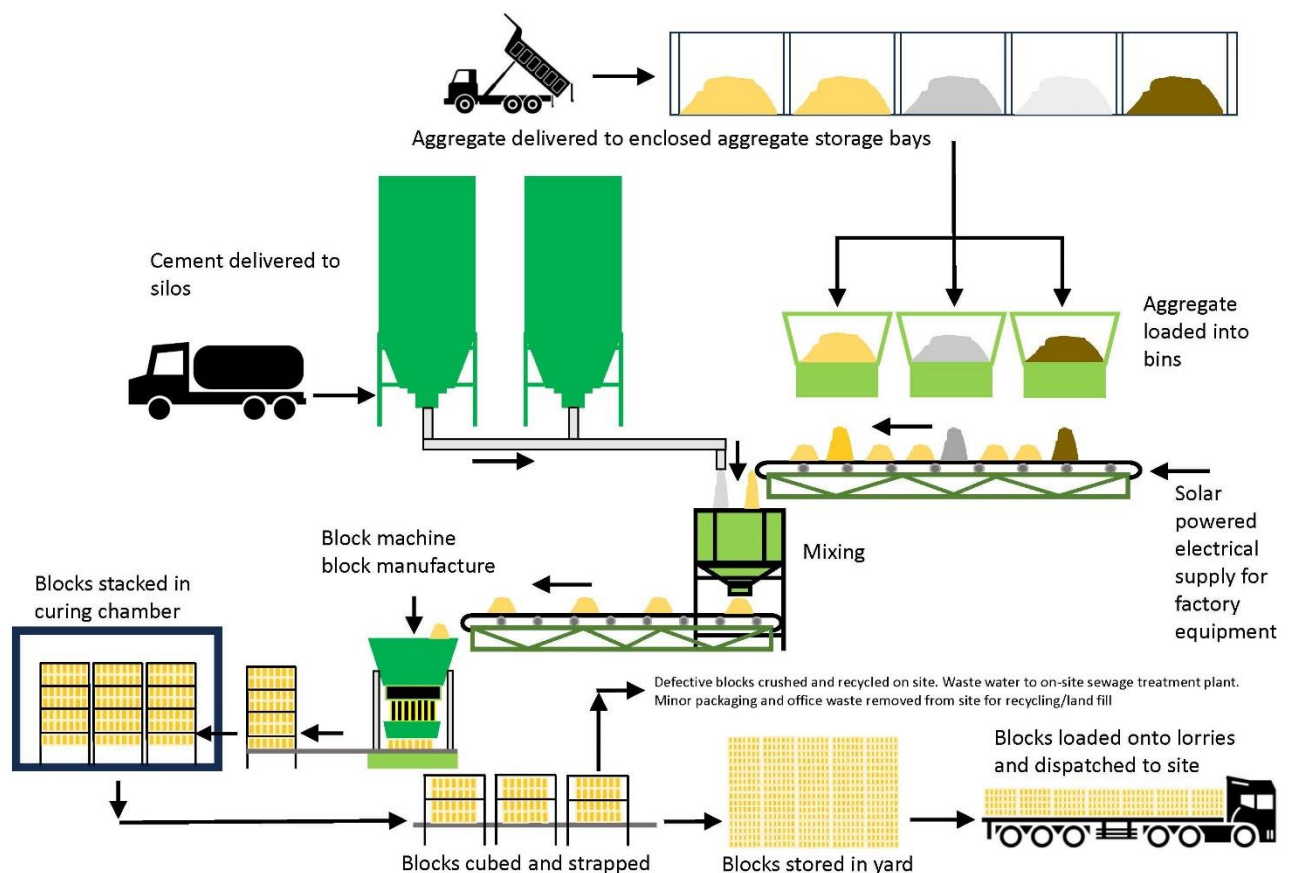 Aggregate delivered to enclosed aggregate storage bays
Cement delivered to
silos
Aggregate
loaded into
bins
Solar
powered
electrical
supply for
factory
equipment
Mixing
Block machine
block manufacture
Blocks stacked in
curing chamber
Defective blocks crushed and recycled on site. Waste water to on-site sewage treatment plant.
Minor packaging and office waste removed from site for recycling/land fill
Blocks cubed and strapped
Blocks stored in yard
Blocks loaded onto lorries
and dispatched to site